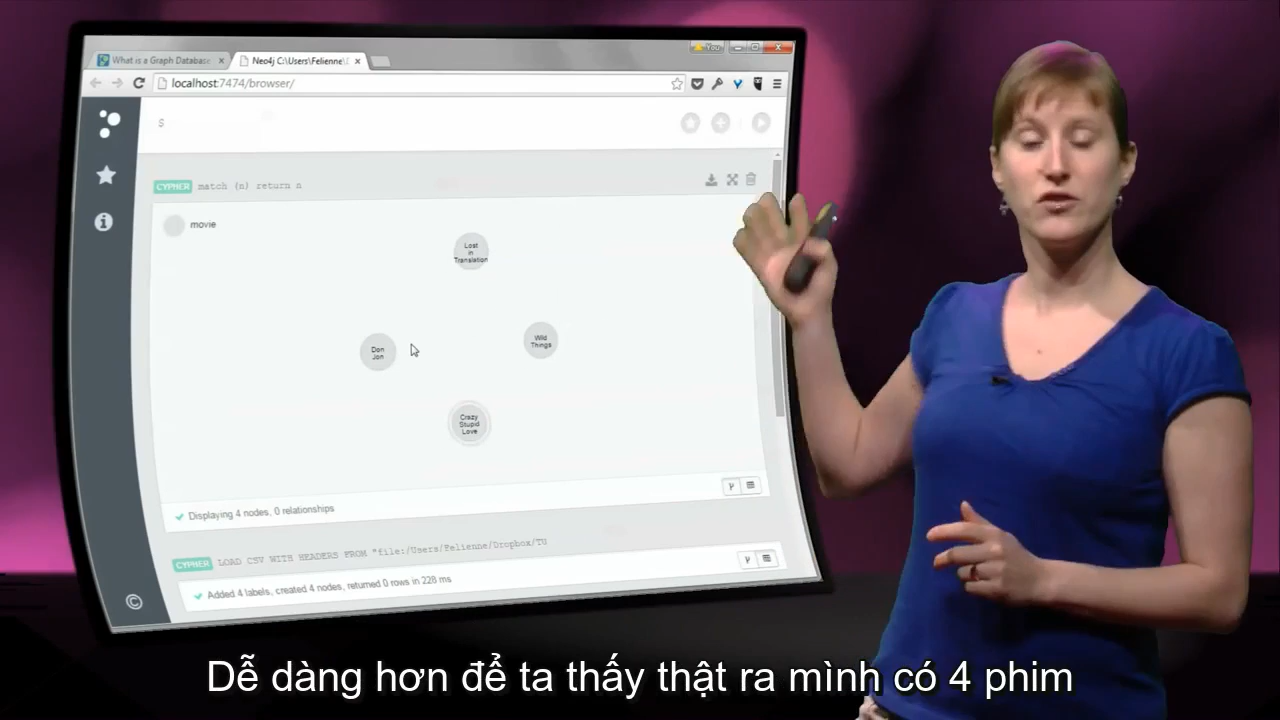 What is a Graph Database
Neo4j C:\Users\Felienne\
You
localhost:7474/browser/
$
CYPHER match (n) return n
movie
Lost
in
Translation
Don
Jon
Wild
Things
Crazy
Stupid
Love
Displaying 4 nodes, 0 relationships
CYPHER LOAD CSV WITH HEADERS FROM "file:/Users/Felienne/Dropbox/TU
Added 4 labels, created 4 nodes, returned 0 rows in 228 ms
©
Dễ dàng hơn để ta thấy thật ra mình có 4 phim